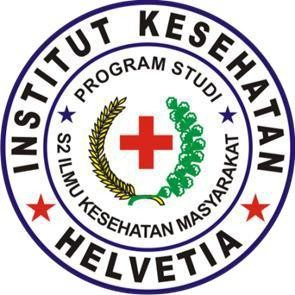 INSTITUT KESEHATAN
HELVETIA
PROGRAM STUDI
S2 ILMU KESEHATAN MASYARAKAT